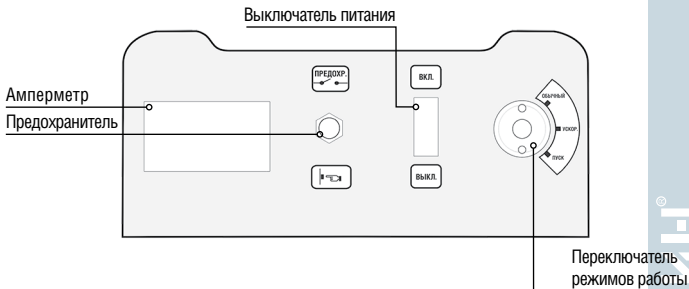 Выключатель питания
ПРЕДОХР.
ВКЛ.
Амперметр
ОБЫЧНЫЙ
Предохранитель
УСКОР.
ПУСК
ВЫКЛ.
Переключатель
режимов работы